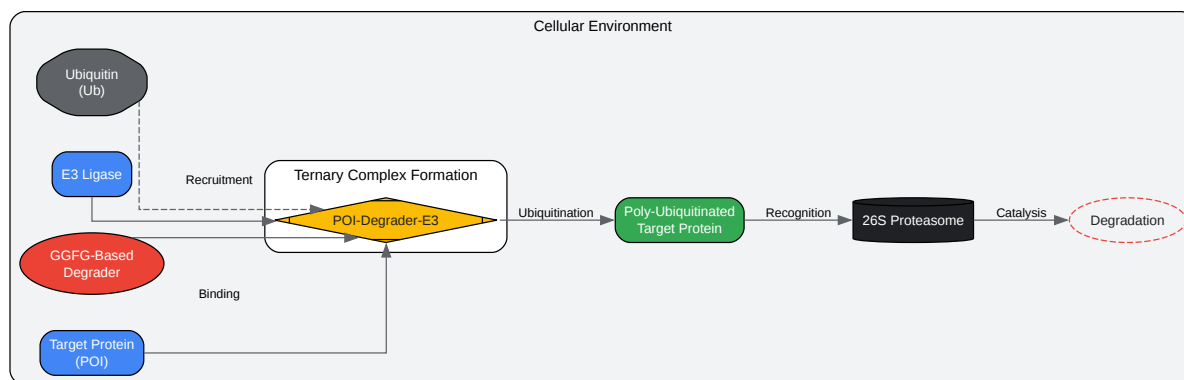 Cellular Environment
Ubiquitin
(Ub)
E3 Ligase
Recruitment
Ternary Complex Formation
POI-Degrader-E3
Ubiquitination
Poly-Ubiquitinated
Target Protein
Recognition
26S Proteasome
Catalysis
Degradation
GGFG-Based
Degrader
Binding
Target Protein
(POI)